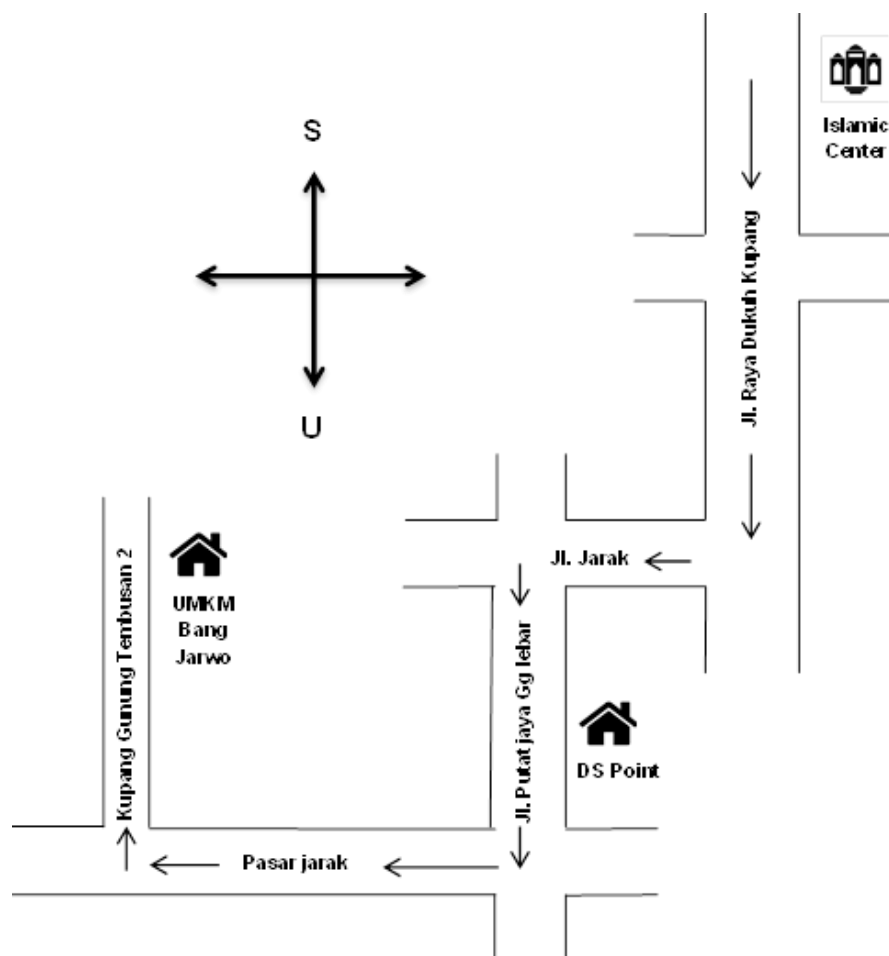 S
Islamic
Center
Jl. Raya Dukuh Kupang
U
Jl. Jarak
UMKM
Bang
Jarwo
Kupang Gunung Tembusan 2
Jl. Putat jaya Gg lebar
DS Point
Pasar jarak